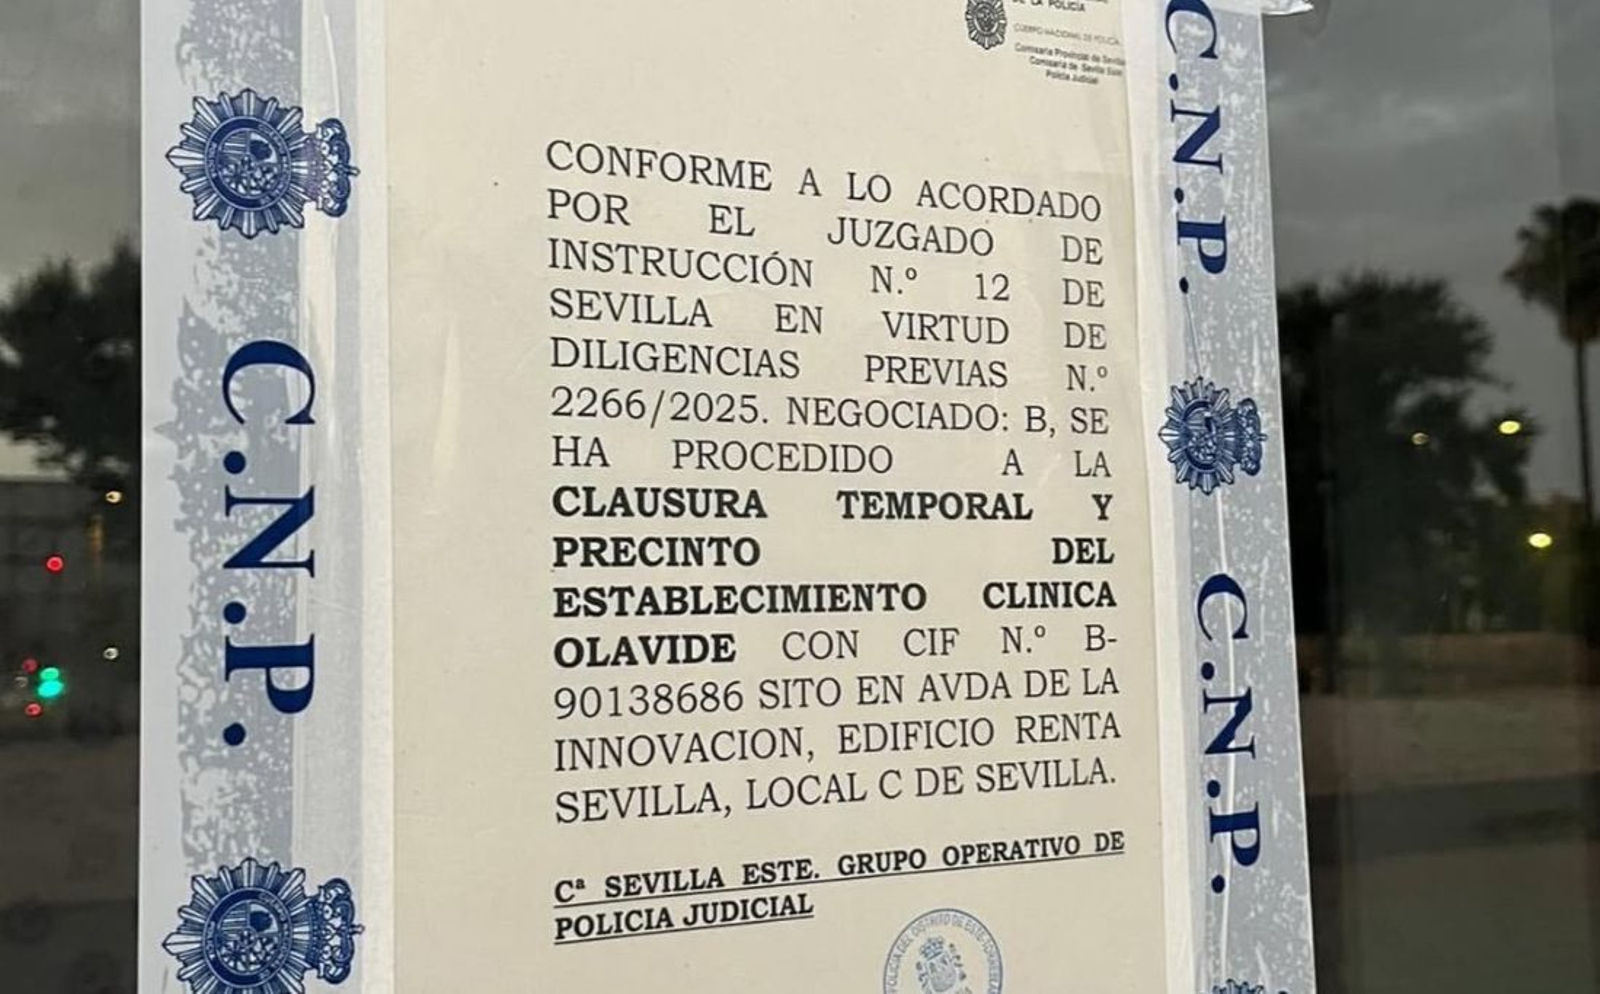 DE LA POLICÍA
CUERPO NACIONAL DE POLICÍA
Comisaría Provincial de Sevilla
Comisaría de Sevilla Este
Policía Judicial
CONFORME A LO ACORDADO
POR EL JUZGADO DE
INSTRUCCIÓN N.º 12 DE
SEVILLA EN VIRTUD DE
DILIGENCIAS PREVIAS N.º
2266/2025. NEGOCIADO: B, SE
HA PROCEDIDO A LA
CLAUSURA TEMPORAL Y
PRECINTO DEL
ESTABLECIMIENTO CLINICA
OLAVIDE CON CIF N.º B-
90138686 SITO EN AVDA DE LA
INNOVACION, EDIFICIO RENTA
SEVILLA, LOCAL C DE SEVILLA.
Cª SEVILLA ESTE. GRUPO OPERATIVO DE
POLICIA JUDICIAL
C.N.P.
C.N.P.
C.N.P.